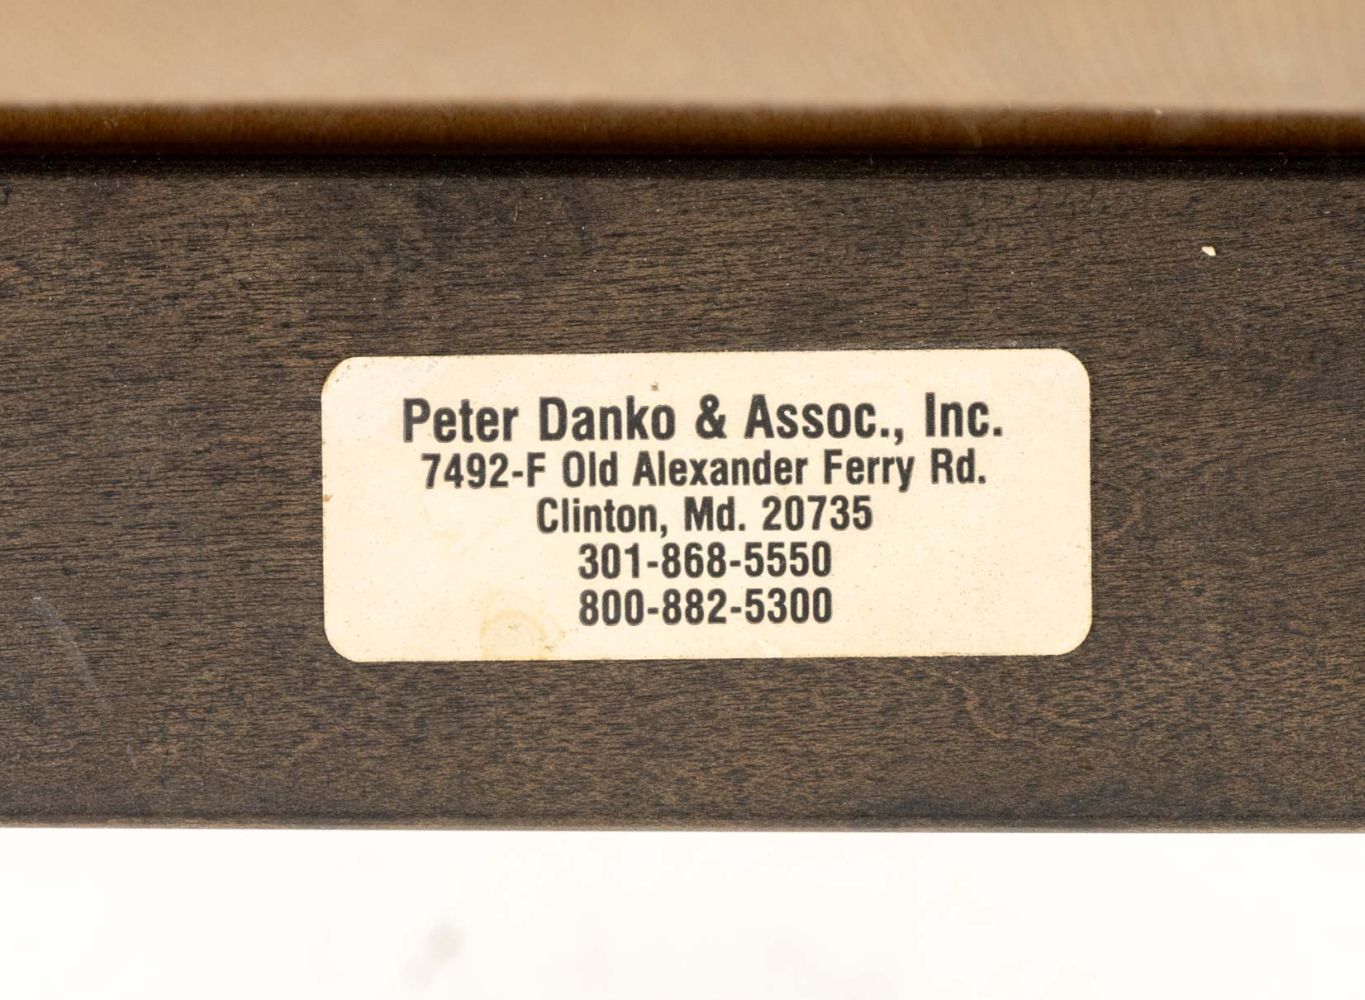 Peter Danko & Assoc., Inc.
7492-F Old Alexander Ferry Rd.
Clinton, Md. 20735
301-868-5550
800-882-5300